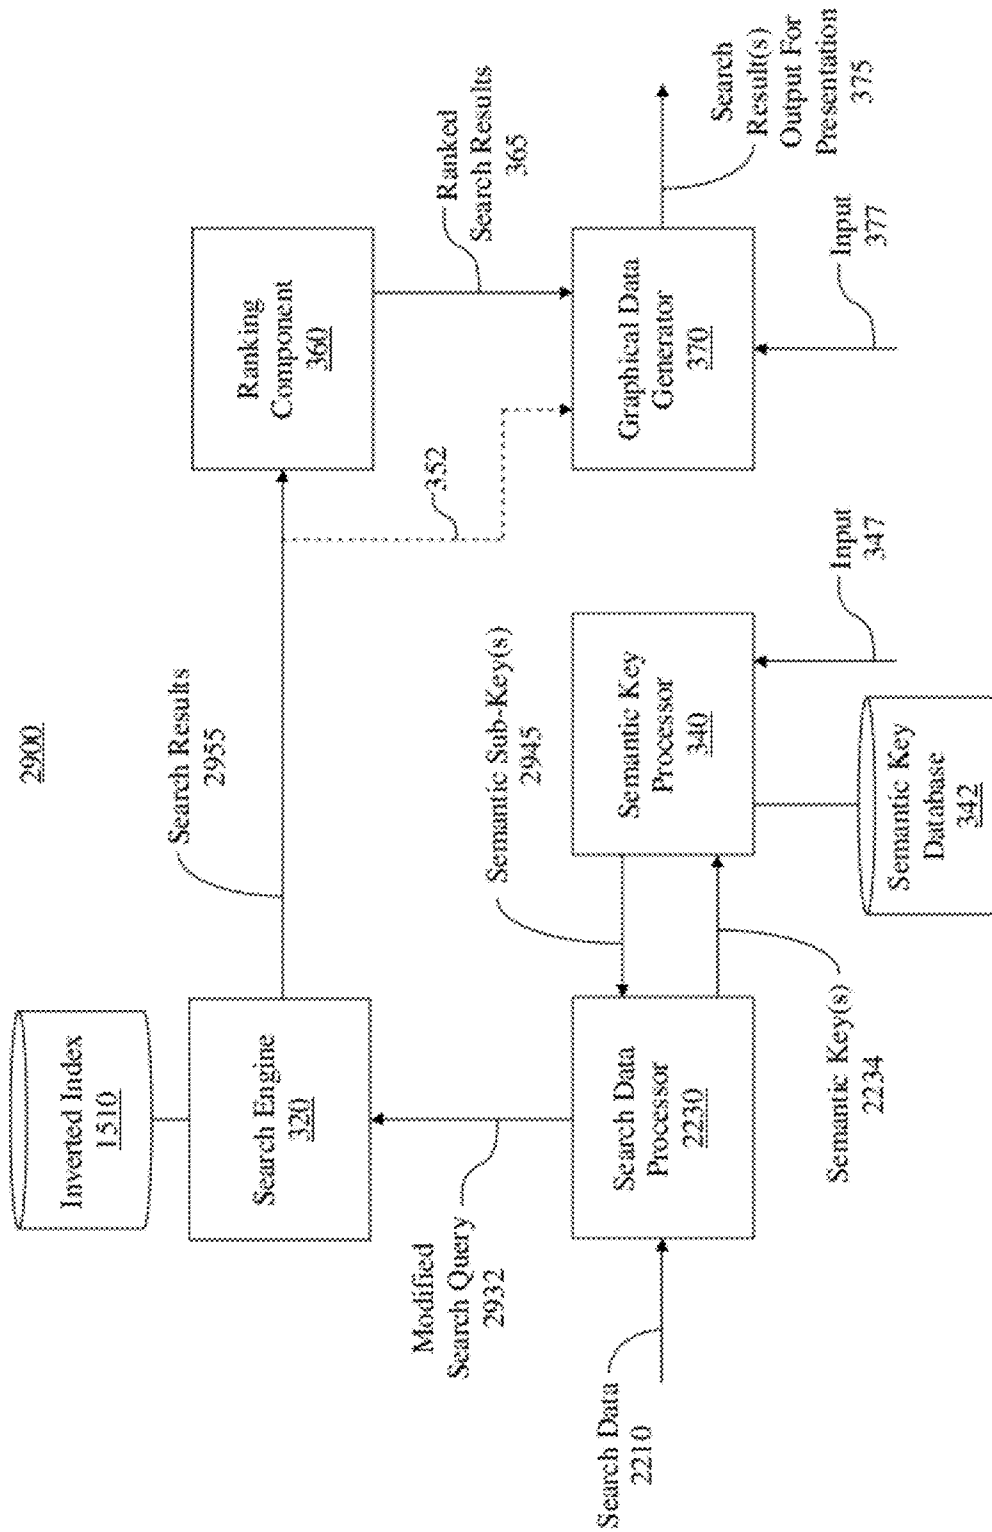 2900
Inverted Index
1510
Search Engine
320
Search Results
2955
Ranking
Component
360
352
Ranked
Search Results
365
Modified
Search Query
2932
Search Data
2210
Search Data
Processor
2230
Semantic Sub-Key(s)
2945
Semantic Key(s)
2234
Semantic Key
Processor
340
Semantic Key
Database
342
Input
347
Graphical Data
Generator
370
Input
377
Search
Result(s)
Output For
Presentation
375